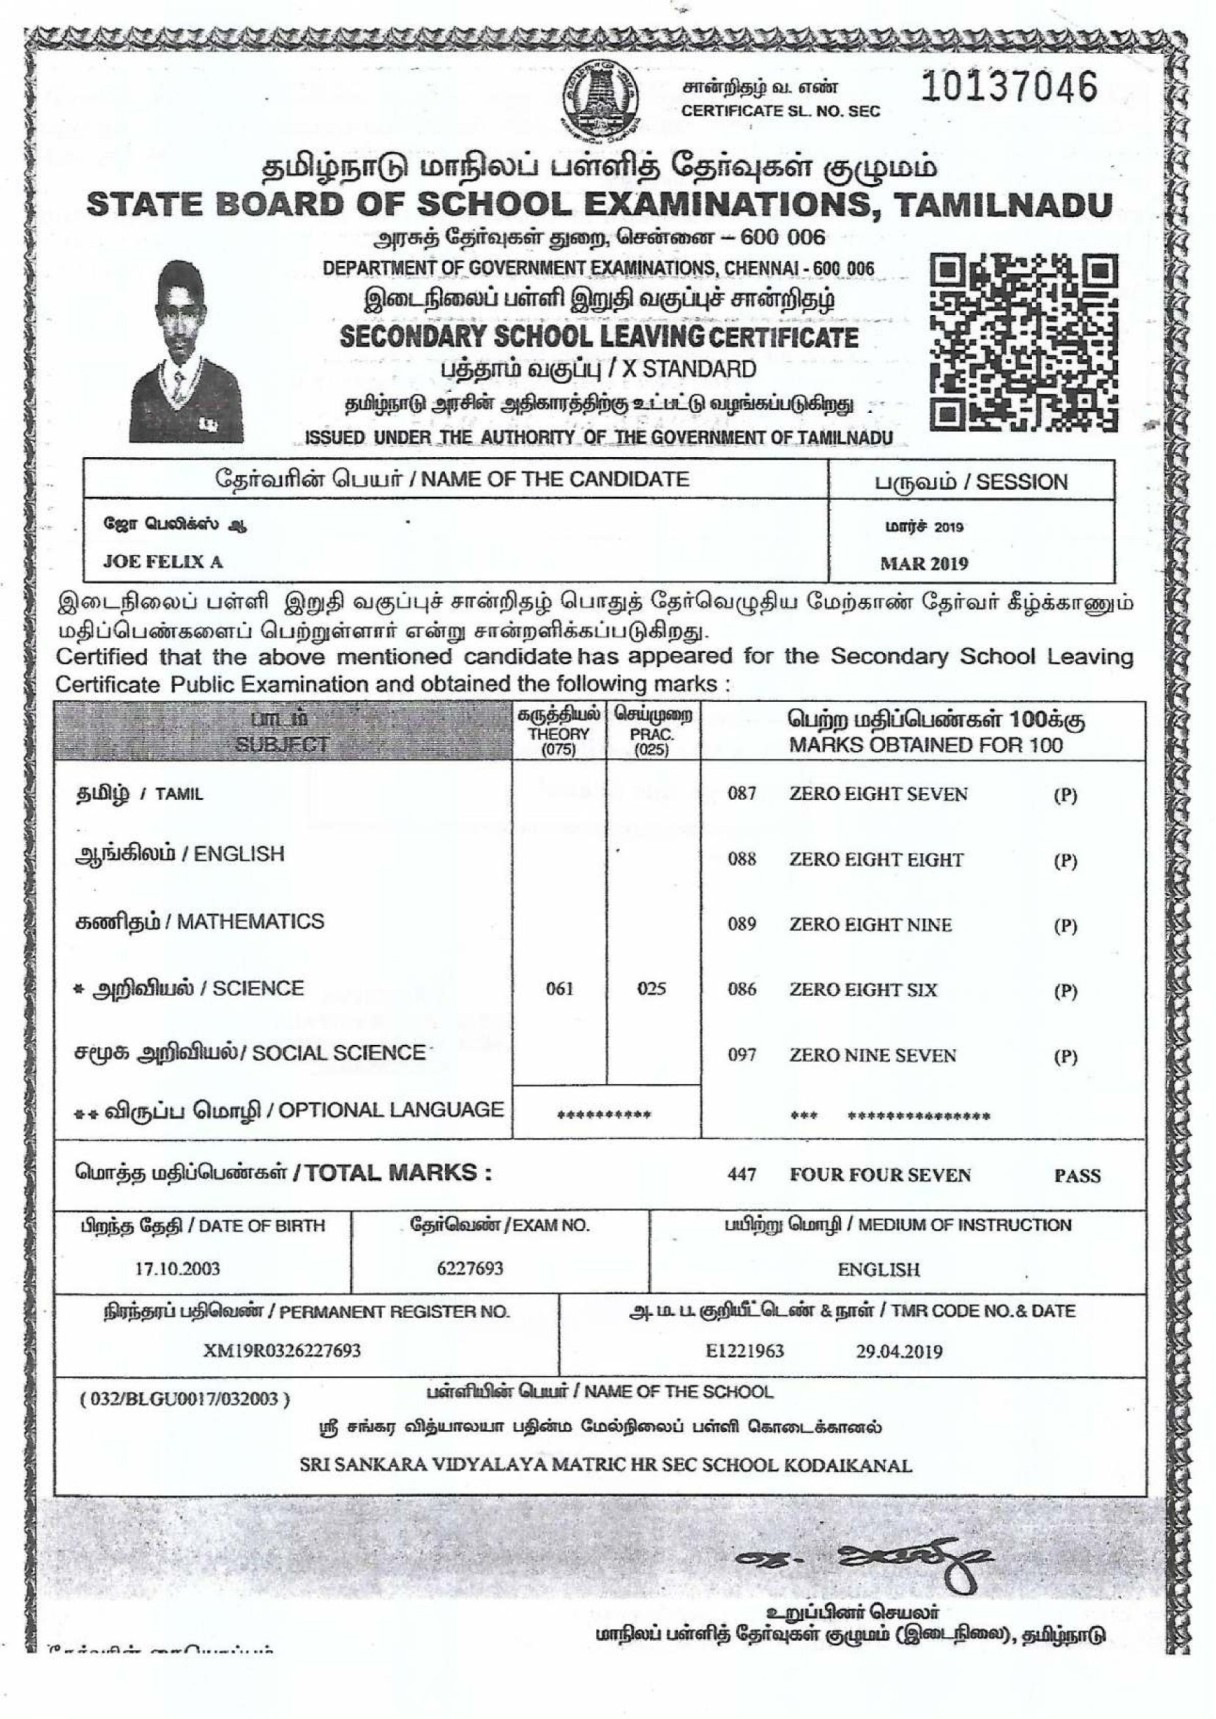 சான்றிதழ் வ. எண்
CERTIFICATE SL. NO. SEC
10137046
தமிழ்நாடு மாநிலப் பள்ளித் தேர்வுகள் குழுமம்
STATE BOARD OF SCHOOL EXAMINATIONS, TAMILNADU
அரசுத் தேர்வுகள் துறை, சென்னை – 600 006
DEPARTMENT OF GOVERNMENT EXAMINATIONS, CHENNAI - 600 006
இடைநிலைப் பள்ளி இறுதி வகுப்புச் சான்றிதழ்
SECONDARY SCHOOL LEAVING CERTIFICATE
பத்தாம் வகுப்பு / X STANDARD
தமிழ்நாடு அரசின் அதிகாரத்திற்கு உட்பட்டு வழங்கப்படுகிறது
ISSUED UNDER THE AUTHORITY OF THE GOVERNMENT OF TAMILNADU
தேர்வரின் பெயர் / NAME OF THE CANDIDATE பருவம் / SESSION
ஜோ பெலிக்ஸ் ஆ மார்ச் 2019
JOE FELIX A MAR 2019
இடைநிலைப் பள்ளி இறுதி வகுப்புச் சான்றிதழ் பொதுத் தேர்வெழுதிய மேற்காண் தேர்வர் கீழ்க்காணும்
மதிப்பெண்களைப் பெற்றுள்ளார் என்று சான்றளிக்கப்படுகிறது.
Certified that the above mentioned candidate has appeared for the Secondary School Leaving
Certificate Public Examination and obtained the following marks :
பாடம் கருத்தியல் செய்முறை பெற்ற மதிப்பெண்கள் 100க்கு
SUBJECT THEORY PRAC. MARKS OBTAINED FOR 100
(075) (025)
தமிழ் / TAMIL 087 ZERO EIGHT SEVEN (P)
ஆங்கிலம் / ENGLISH 088 ZERO EIGHT EIGHT (P)
கணிதம் / MATHEMATICS 089 ZERO EIGHT NINE (P)
* அறிவியல் / SCIENCE 061 025 086 ZERO EIGHT SIX (P)
சமூக அறிவியல்/ SOCIAL SCIENCE 097 ZERO NINE SEVEN (P)
** விருப்ப மொழி / OPTIONAL LANGUAGE ********** *** ***************
மொத்த மதிப்பெண்கள் / TOTAL MARKS : 447 FOUR FOUR SEVEN PASS
பிறந்த தேதி / DATE OF BIRTH தேர்வெண் / EXAM NO. பயிற்று மொழி / MEDIUM OF INSTRUCTION
17.10.2003 6227693 ENGLISH
நிரந்தரப் பதிவெண் / PERMANENT REGISTER NO. அ.ம.ப. குறியீட்டெண் & நாள் / TMR CODE NO.& DATE
XM19R0326227693 E1221963 29.04.2019
( 032/BLGU0017/032003 ) பள்ளியின் பெயர் / NAME OF THE SCHOOL
ஸ்ரீ சங்கர வித்யாலயா பதின்ம மேல்நிலைப் பள்ளி கொடைக்கானல்
SRI SANKARA VIDYALAYA MATRIC HR SEC SCHOOL KODAIKANAL
உறுப்பினர் செயலர்
மாநிலப் பள்ளித் தேர்வுகள் குழுமம் (இடைநிலை), தமிழ்நாடு
தேர்வரின் கையொப்பம்